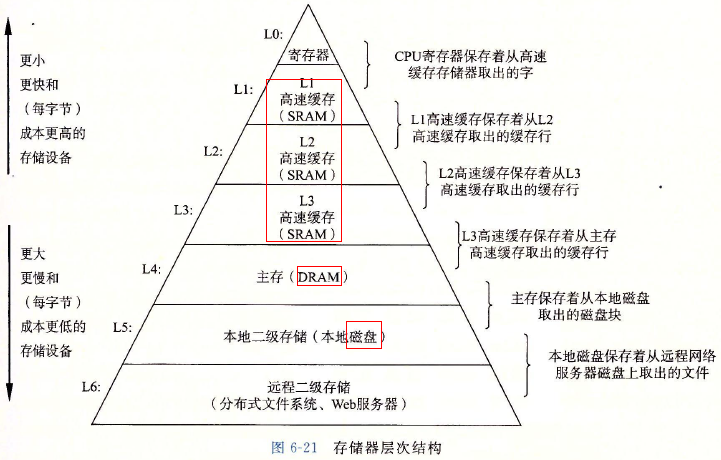 更小
更快和
（每字节）
成本更高的
存储设备
更大
更慢和
（每字节）
成本更低的
存储设备
L0:
寄存器
L1:
L1
高速缓存
（SRAM）
L2:
L2
高速缓存
（SRAM）
L3:
L3
高速缓存
（SRAM）
L4:
主存（DRAM）
L5:
本地二级存储（本地磁盘）
L6:
远程二级存储
（分布式文件系统、Web服务器）
CPU寄存器保存着从高速
缓存存储器取出的字
L1高速缓存保存着从L2
高速缓存取出的缓存行
L2高速缓存保存着从L3
高速缓存取出的缓存行
L3高速缓存保存着从主存
高速缓存取出的缓存行
主存保存着从本地磁盘
取出的磁盘块
本地磁盘保存着从远程网络
服务器磁盘上取出的文件
图 6-21 存储器层次结构